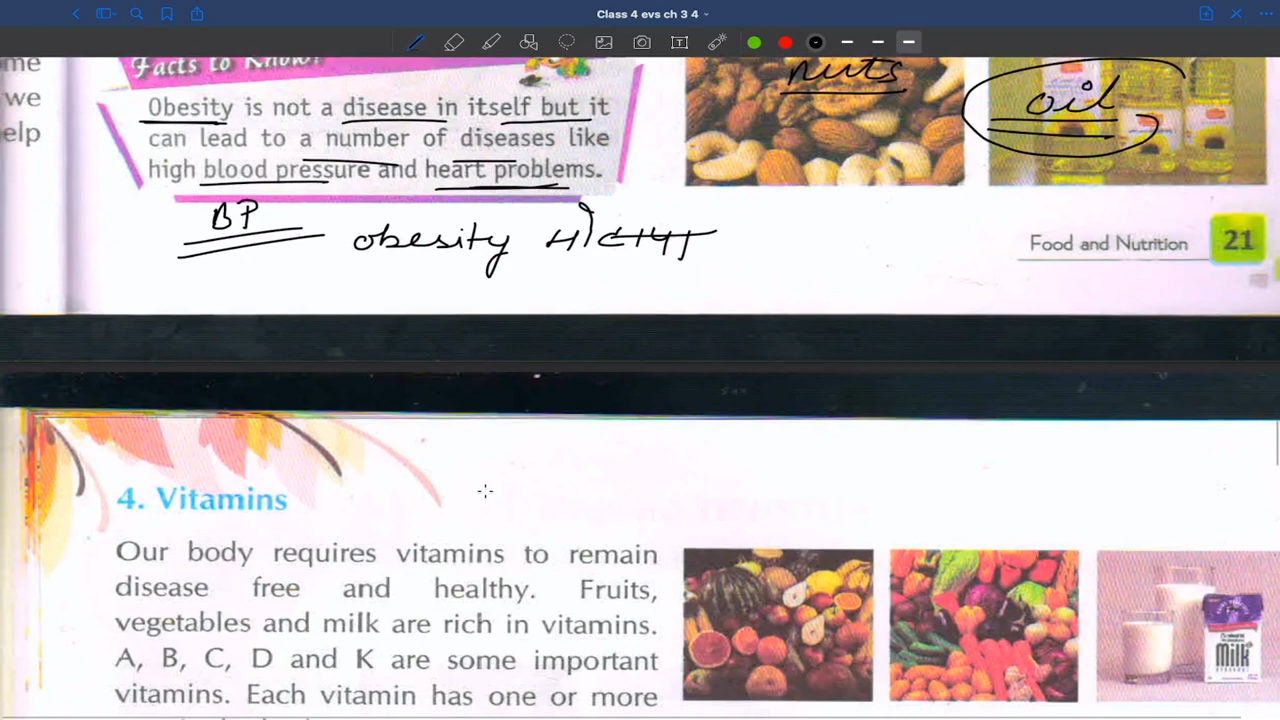 Class 4 evs ch 3 4
ome
we
elp
Facts to Know!
Obesity is not a disease in itself but it
can lead to a number of diseases like
high blood pressure and heart problems.
BP
obesity
nuts
oil
Food and Nutrition 21
4. Vitamins
Our body requires vitamins to remain
disease free and healthy. Fruits,
vegetables and milk are rich in vitamins.
A, B, C, D and K are some important
vitamins. Each vitamin has one or more
milk